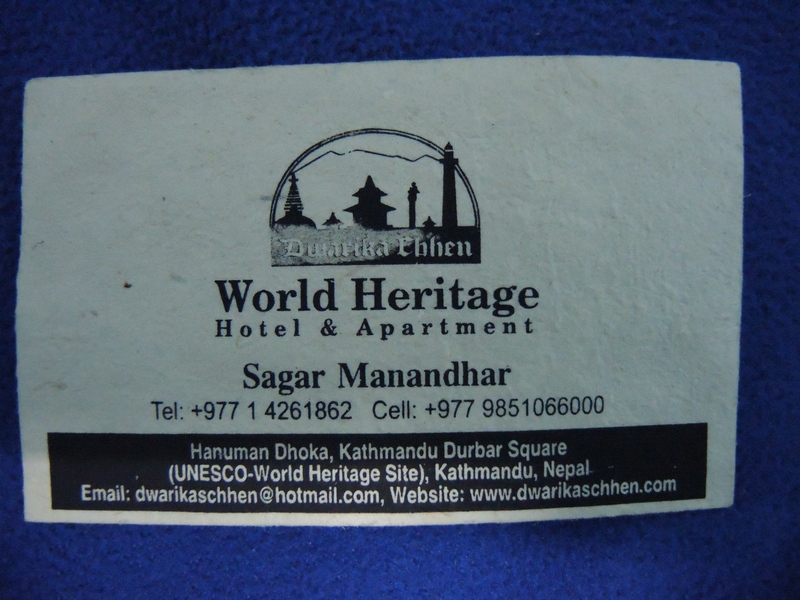 Dwarika Chhen
World Heritage
Hotel & Apartment
Sagar Manandhar
Tel: +977 1 4261862 Cell: +977 9851066000
Hanuman Dhoka, Kathmandu Durbar Square
(UNESCO-World Heritage Site), Kathmandu, Nepal
Email: dwarikaschhen@hotmail.com, Website: www.dwarikaschhen.com